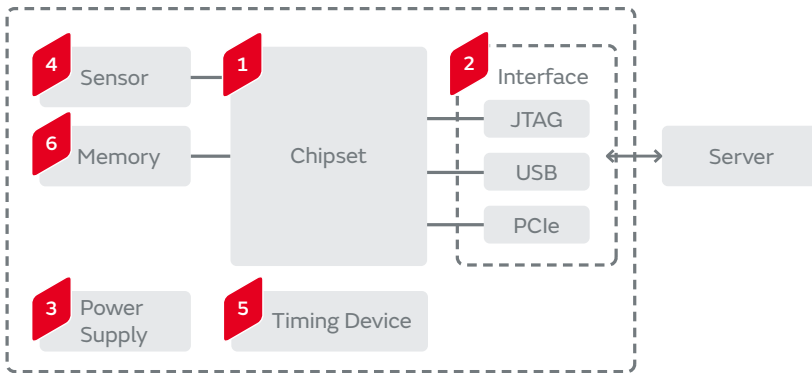 4
Sensor
6
Memory
1
Chipset
2
Interface
JTAG
USB
PCIe
Server
3
Power
Supply
5
Timing Device